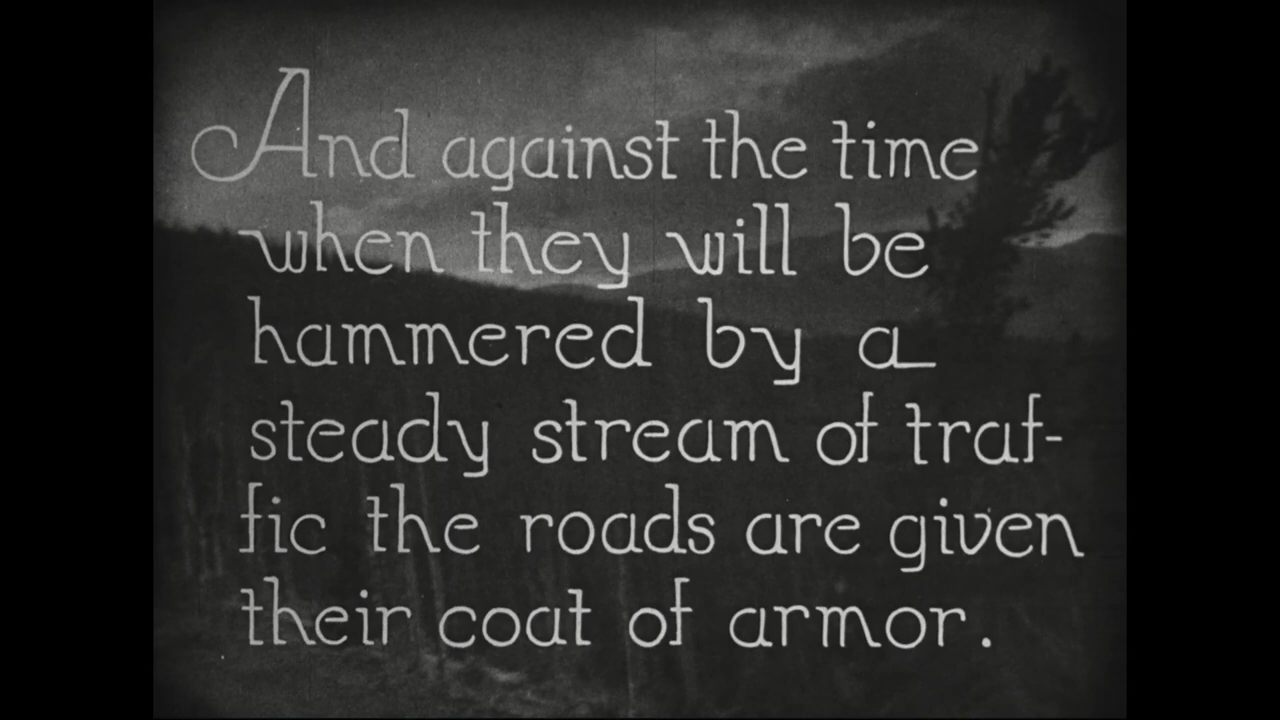 And against the time
when they will be
hammered by a
steady stream of traf-
fic the roads are given
their coat of armor.